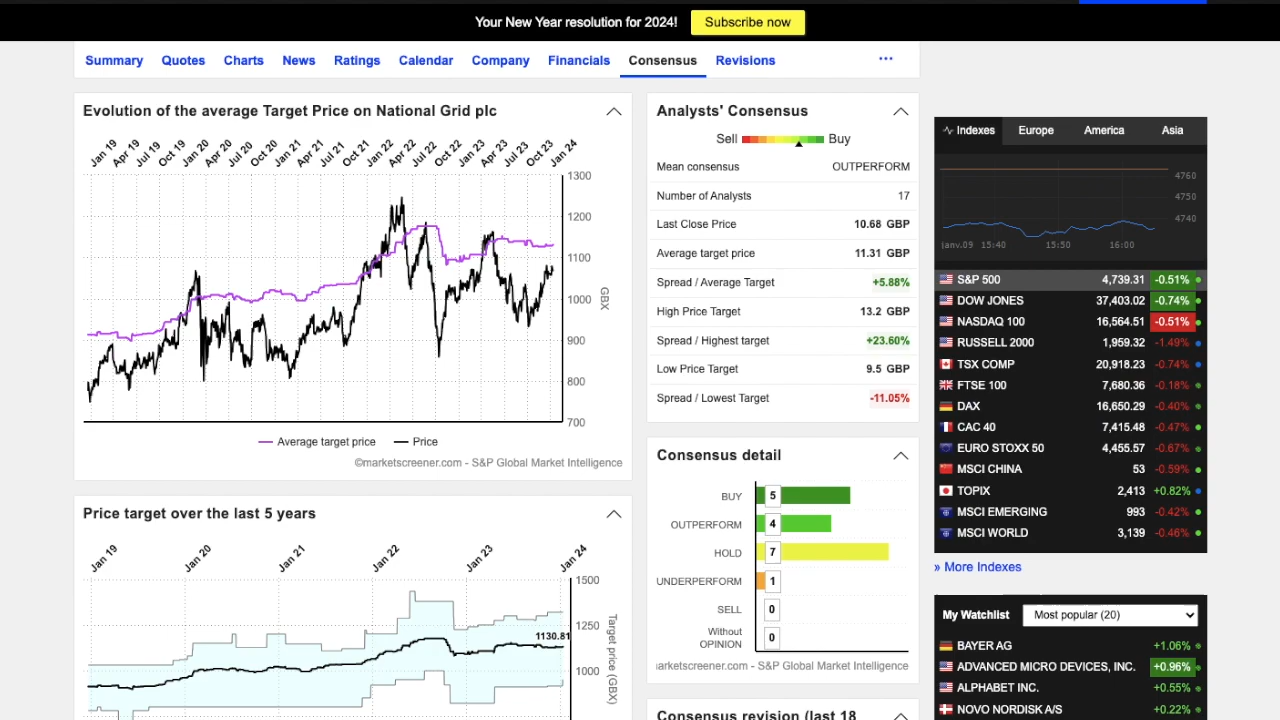 Your New Year resolution for 2024! Subscribe now
Summary Quotes Charts News Ratings Calendar Company Financials Consensus Revisions ...
Evolution of the average Target Price on National Grid plc
Jan 19 Apr 19 Jul 19 Oct 19 Jan 20 Apr 20 Jul 20 Oct 20 Jan 21 Apr 21 Jul 21 Oct 21 Jan 22 Apr 22 Jul 22 Oct 22 Jan 23 Apr 23 Jul 23 Oct 23 Jan 24
1300
1200
1100
1000
900
800
700
GBX
Average target price Price
©marketscreener.com - S&P Global Market Intelligence
Price target over the last 5 years
Jan 19 Jan 20 Jan 21 Jan 22 Jan 23 Jan 24
1500
1250
1000
1130.81
Target price (GBX)
Analysts' Consensus
Sell Buy
Mean consensus OUTPERFORM
Number of Analysts 17
Last Close Price 10.68 GBP
Average target price 11.31 GBP
Spread / Average Target +5.88%
High Price Target 13.2 GBP
Spread / Highest target +23.60%
Low Price Target 9.5 GBP
Spread / Lowest Target -11.05%
Consensus detail
BUY 5
OUTPERFORM 4
HOLD 7
UNDERPERFORM 1
SELL 0
Without
OPINION 0
arketscreener.com - S&P Global Market Intelligence
Consensus revision (last 18
Indexes Europe America Asia
4760
4750
4740
janv.09 15:40 15:50 16:00
S&P 500 4,739.31 -0.51%
DOW JONES 37,403.02 -0.74%
NASDAQ 100 16,564.51 -0.51%
RUSSELL 2000 1,959.32 -1.49%
TSX COMP 20,918.23 -0.74%
FTSE 100 7,680.36 -0.18%
DAX 16,650.29 -0.40%
CAC 40 7,415.48 -0.47%
EURO STOXX 50 4,455.57 -0.67%
MSCI CHINA 53 -0.59%
TOPIX 2,413 +0.82%
MSCI EMERGING 993 -0.42%
MSCI WORLD 3,139 -0.46%
» More Indexes
My Watchlist Most popular (20)
BAYER AG +1.06%
ADVANCED MICRO DEVICES, INC. +0.96%
ALPHABET INC. +0.55%
NOVO NORDISK A/S +0.22%